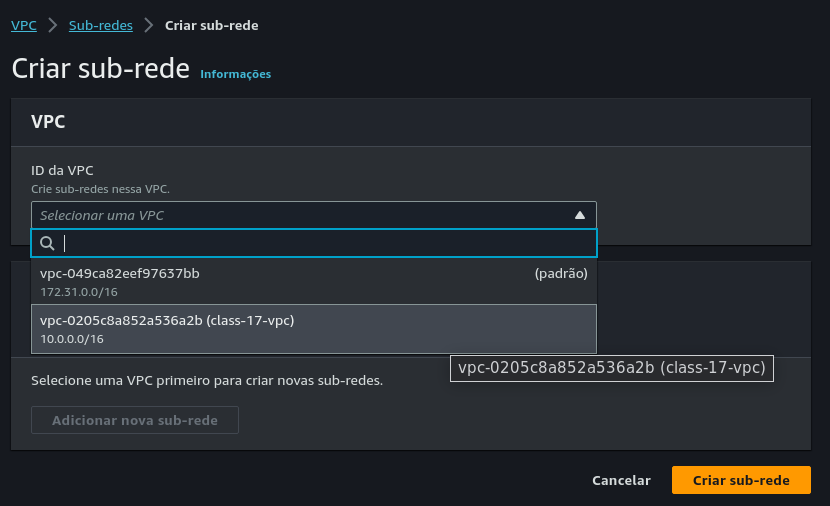 VPC > Sub-redes > Criar sub-rede
Criar sub-rede Informações
VPC
ID da VPC
Crie sub-redes nessa VPC.
Selecionar uma VPC
vpc-049ca82eef97637bb (padrão)
172.31.0.0/16
vpc-0205c8a852a536a2b (class-17-vpc)
10.0.0.0/16
vpc-0205c8a852a536a2b (class-17-vpc)
Selecione uma VPC primeiro para criar novas sub-redes.
Adicionar nova sub-rede
Cancelar Criar sub-rede